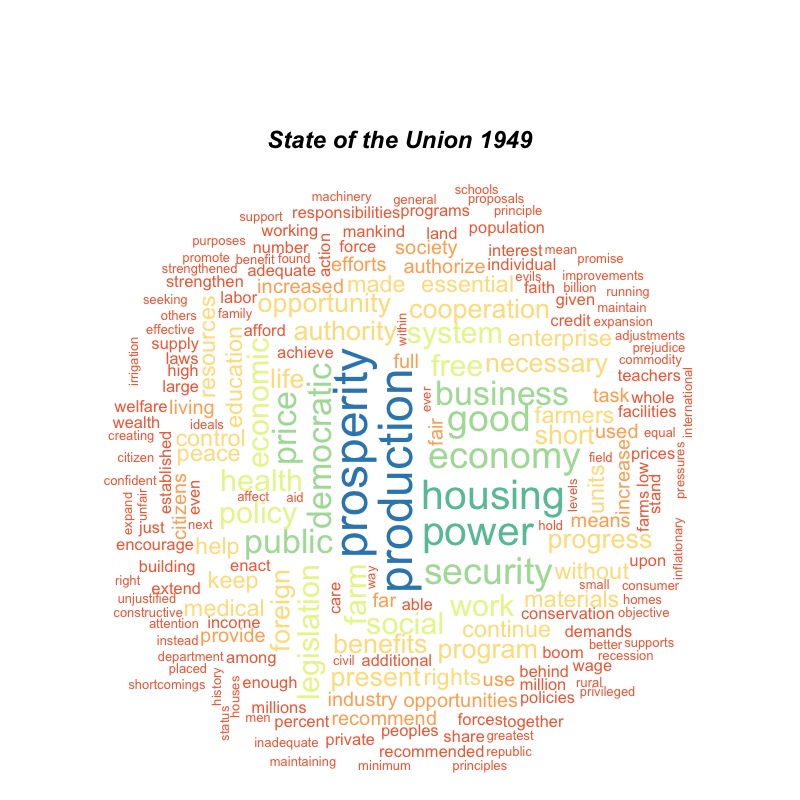 State of the Union 1949
schools
machinery general proposals
support responsibilities programs principle
working mankind land population
purposes number action force society interest mean
promote benefit found efforts authorize individual promise
strengthened adequate evils improvements
strengthen increased made essential faith billion running
seeking labor opportunity cooperation given maintain
others resources family credit expansion
effective afford authority within system enterprise adjustments
supply education economic achieve full free necessary prejudice
irrigation laws commodity
high life teachers
large price democratic prosperity production ever business task whole
welfare living good farmers facilities international
wealth ideals fair short used equal
creating control
citizen peace economy field increase prices pressures
established units low
confident health housing levels farms stand
expand unfair citizens even affect aid
just next policy power hold means
encourage help public progress
building enact security without upon inflationary
right keep way small consumer
unjustified extend foreign legislation farm care far able work materials homes
constructive medical conservation objective
attention income social continue demands
instead provide benefits program better supports
department among civil additional boom recession
placed behind wage
shortcomings history houses enough present rights use million rural privileged
millions industry opportunities policies
status men percent recommend forces together
inadequate private peoples share greatest
recommended republic
maintaining minimum principles